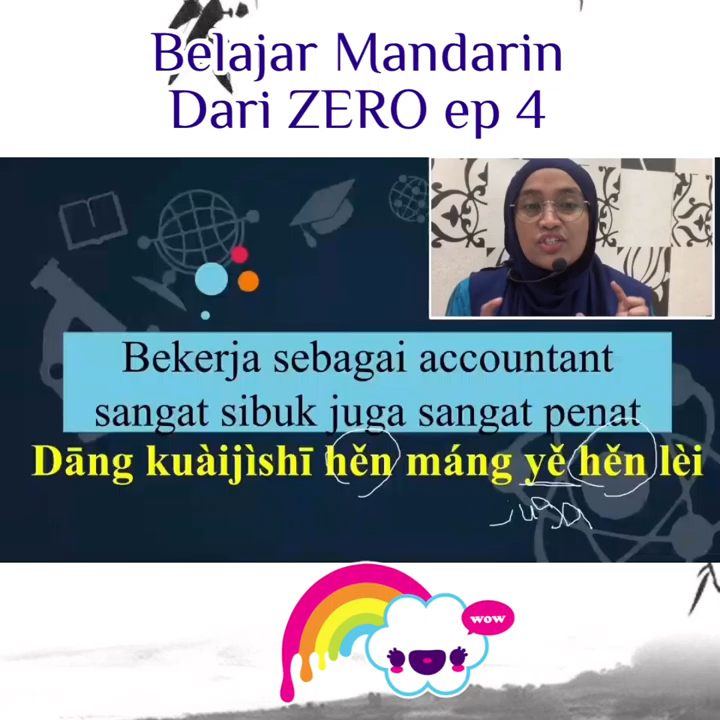 Belajar Mandarin
Dari ZERO ep 4
Bekerja sebagai accountant
sangat sibuk juga sangat penat
Dāng kuàijìshī hěn máng yě hěn lèi
juga
wow